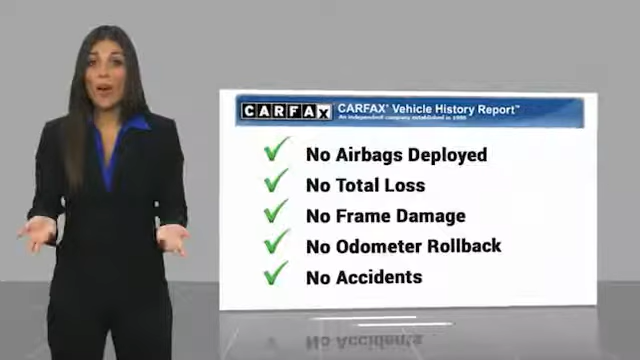 CARFAX CARFAX® Vehicle History Report™
An independent company established in 1986
No Airbags Deployed
No Total Loss
No Frame Damage
No Odometer Rollback
No Accidents